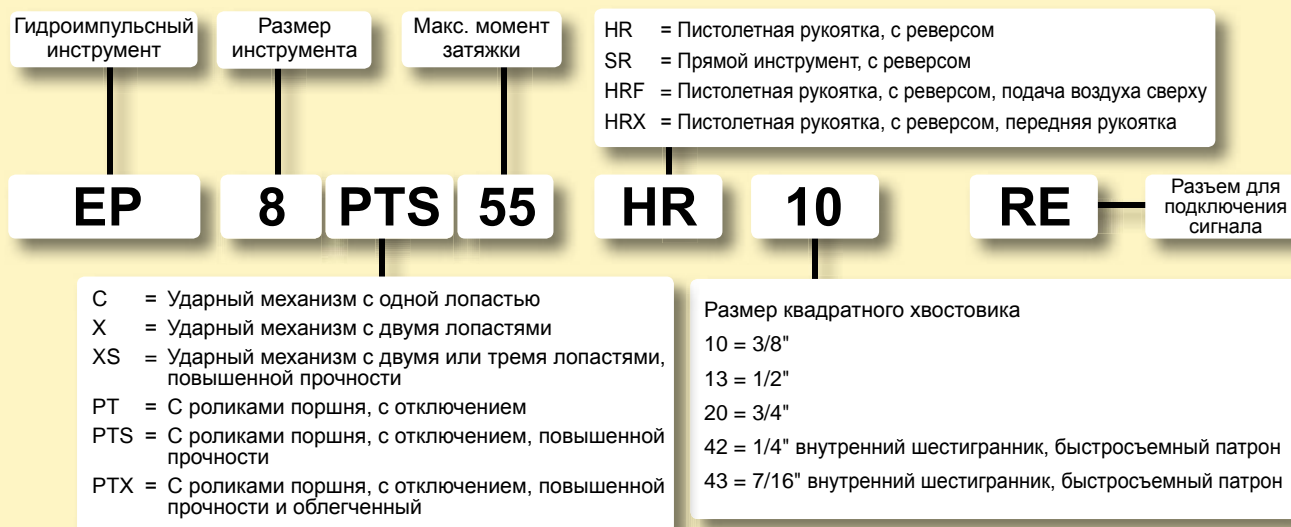 Гидроимпульсный
инструмент
Размер
инструмента
Макс. момент
затяжки
HR = Пистолетная рукоятка, с реверсом
SR = Прямой инструмент, с реверсом
HRF = Пистолетная рукоятка, с реверсом, подача воздуха сверху
HRX = Пистолетная рукоятка, с реверсом, передняя рукоятка
EP 8 PTS 55 HR 10 RE
Разъем для
подключения
сигнала
C = Ударный механизм с одной лопастью
X = Ударный механизм с двумя лопастями
XS = Ударный механизм с двумя или тремя лопастями,
повышенной прочности
PT = С роликами поршня, с отключением
PTS = С роликами поршня, с отключением, повышенной
прочности
PTX = С роликами поршня, с отключением, повышенной
прочности и облегченный
Размер квадратного хвостовика
10 = 3/8"
13 = 1/2"
20 = 3/4"
42 = 1/4" внутренний шестигранник, быстросъемный патрон
43 = 7/16" внутренний шестигранник, быстросъемный патрон